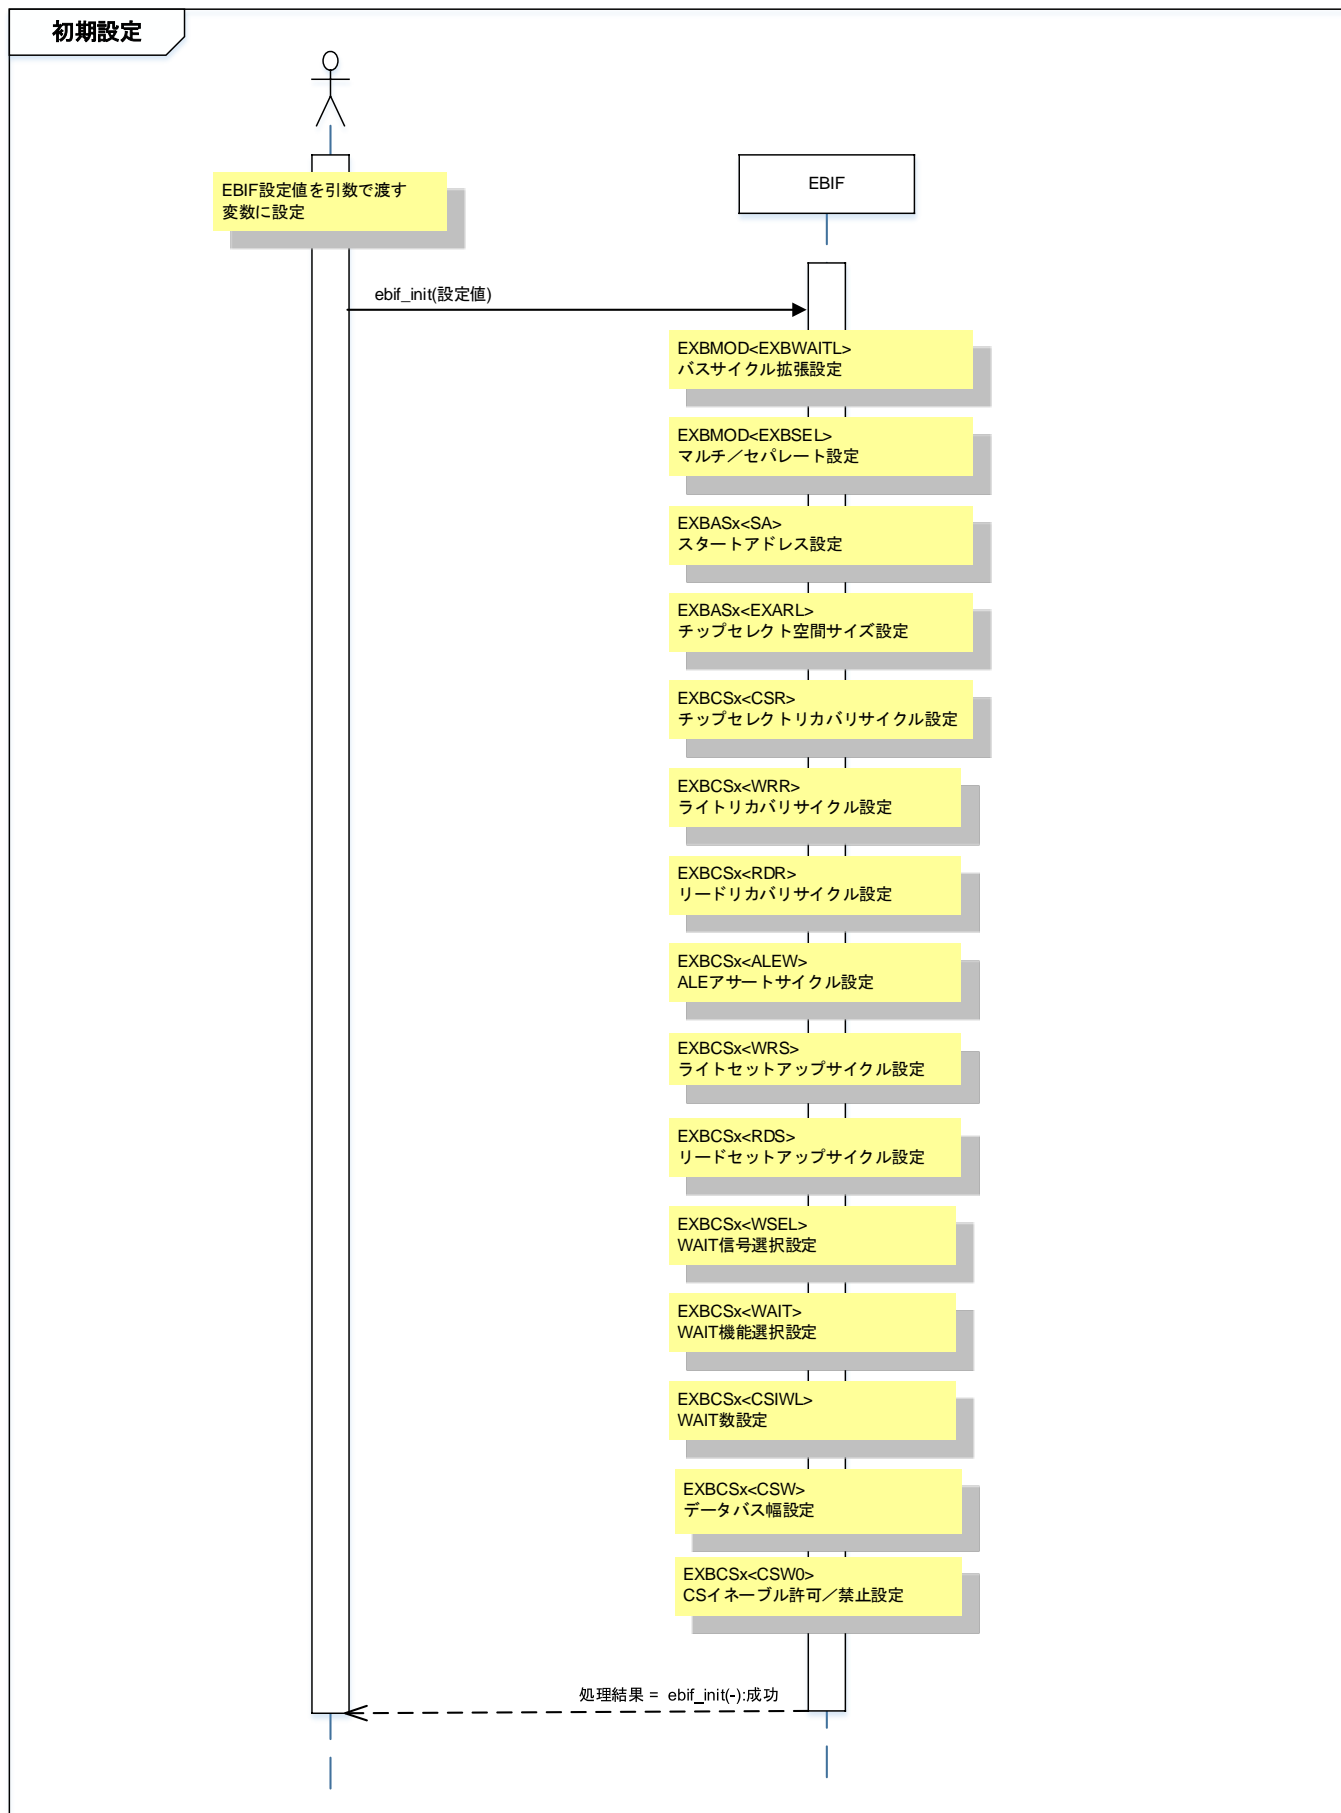 初期設定
EBIF設定値を引数で渡す
変数に設定
EBIF
ebif_init(設定値)
EXBMOD<EXBWAITL>
バスサイクル拡張設定
EXBMOD<EXBSEL>
マルチ／セパレート設定
EXBASx<SA>
スタートアドレス設定
EXBASx<EXARL>
チップセレクト空間サイズ設定
EXBCSx<CSR>
チップセレクトリカバリサイクル設定
EXBCSx<WRR>
ライトリカバリサイクル設定
EXBCSx<RDR>
リードリカバリサイクル設定
EXBCSx<ALEW>
ALEアサートサイクル設定
EXBCSx<WRS>
ライトセットアップサイクル設定
EXBCSx<RDS>
リードセットアップサイクル設定
EXBCSx<WSEL>
WAIT信号選択設定
EXBCSx<WAIT>
WAIT機能選択設定
EXBCSx<CSIWL>
WAIT数設定
EXBCSx<CSW>
データバス幅設定
EXBCSx<CSW0>
CSイネーブル許可／禁止設定
処理結果 = ebif_init(-):成功